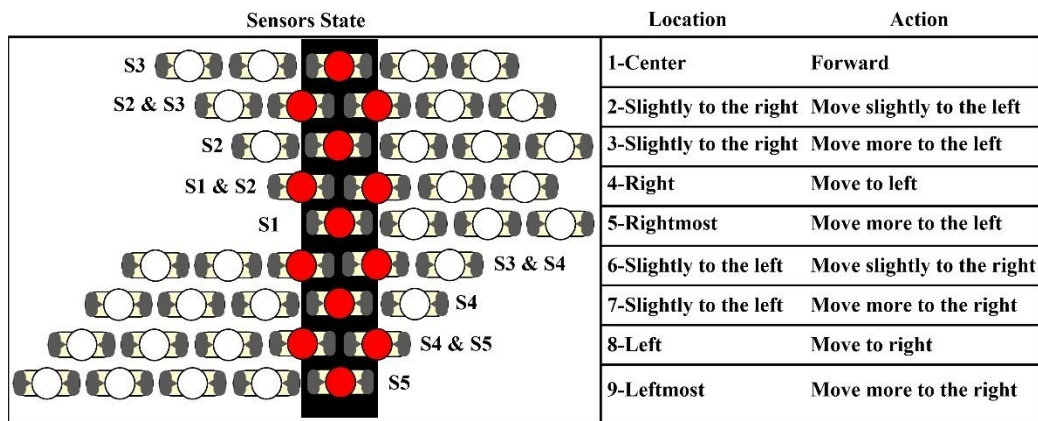 Sensors State Location Action
S3 1-Center Forward
S2 & S3 2-Slightly to the right Move slightly to the left
S2 3-Slightly to the right Move more to the left
S1 & S2 4-Right Move to left
S1 5-Rightmost Move more to the left
S3 & S4 6-Slightly to the left Move slightly to the right
S4 7-Slightly to the left Move more to the right
S4 & S5 8-Left Move to right
S5 9-Leftmost Move more to the right